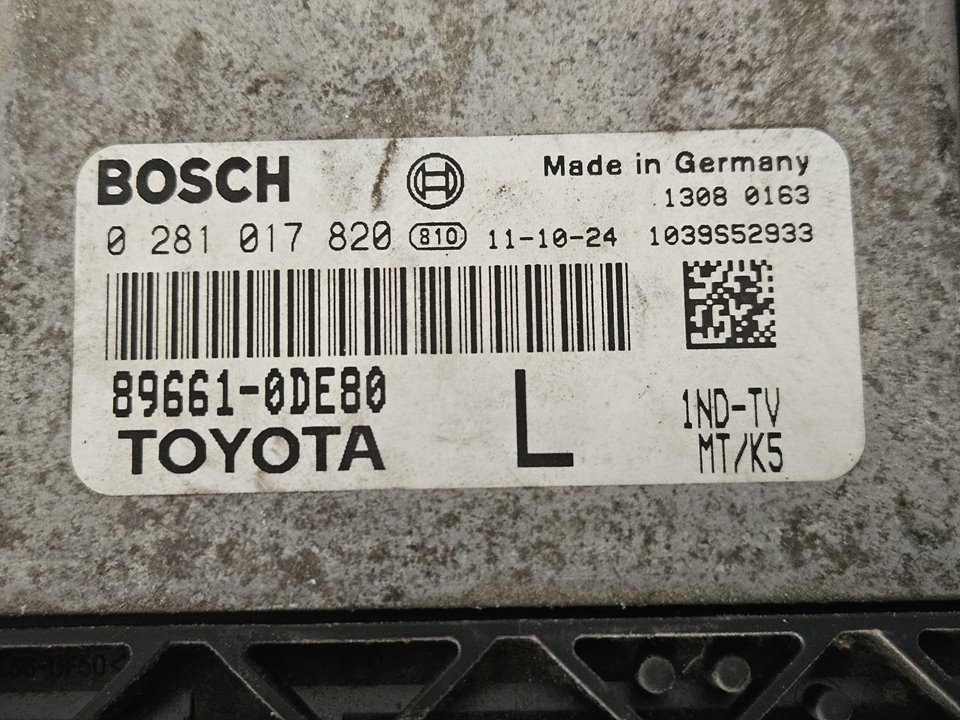 BOSCH
Made in Germany
1308 0163
0 281 017 820 810 11-10-24 1039S52933
89661-0DE80
TOYOTA
L
1ND-TV
MT/K5